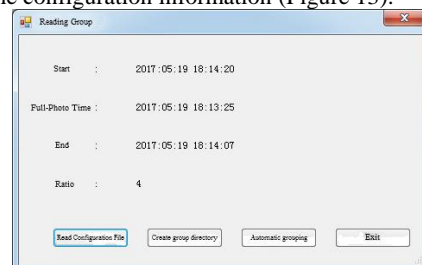 he configuration information (Figure 13).
Reading Group
Start : 2017:05:19 18:14:20
Full-Photo Time : 2017:05:19 18:13:25
End : 2017:05:19 18:14:07
Ratio : 4
Read Configuration File Create group directory Automatic grouping Exit